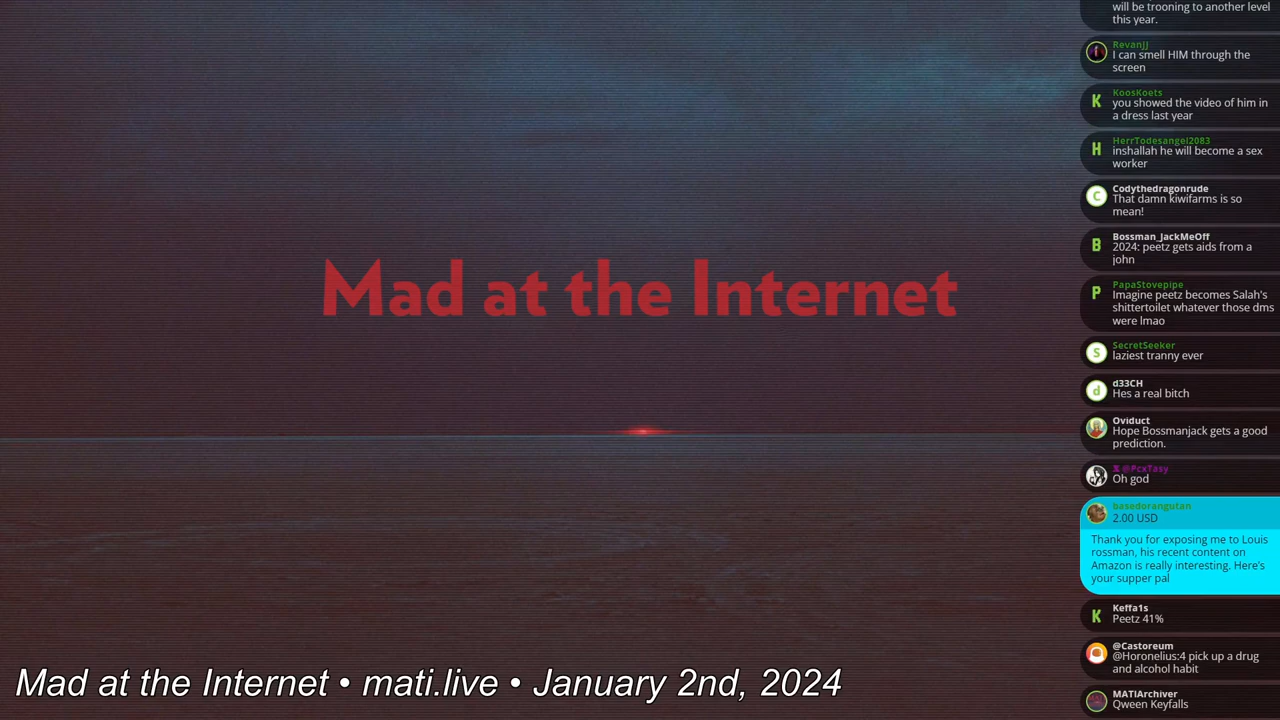 will be trooning to another level
this year.
RevanJJ
I can smell HIM through the
screen
KoosKoets
you showed the video of him in
a dress last year
HerrTodesangel2083
inshallah he will become a sex
worker
Codythedragonrude
That damn kiwifarms is so
mean!
Bossman_JackMeOff
2024: peetz gets aids from a
john
PapaStovepipe
Imagine peetz becomes Salah's
shittertoilet whatever those dms
were lmao
SecretSeeker
laziest tranny ever
d33CH
Hes a real bitch
Oviduct
Hope Bossmanjack gets a good
prediction.
@PcxTasy
Oh god
basedorangutan
2.00 USD
Thank you for exposing me to Louis
rossman, his recent content on
Amazon is really interesting. Here's
your supper pal
Keffa1s
Peetz 41%
@Castoreum
@Horonelius:4 pick up a drug
and alcohol habit
MATIArchiver
Qween Keyfalls
Mad at the Internet
Mad at the Internet • mati.live • January 2nd, 2024